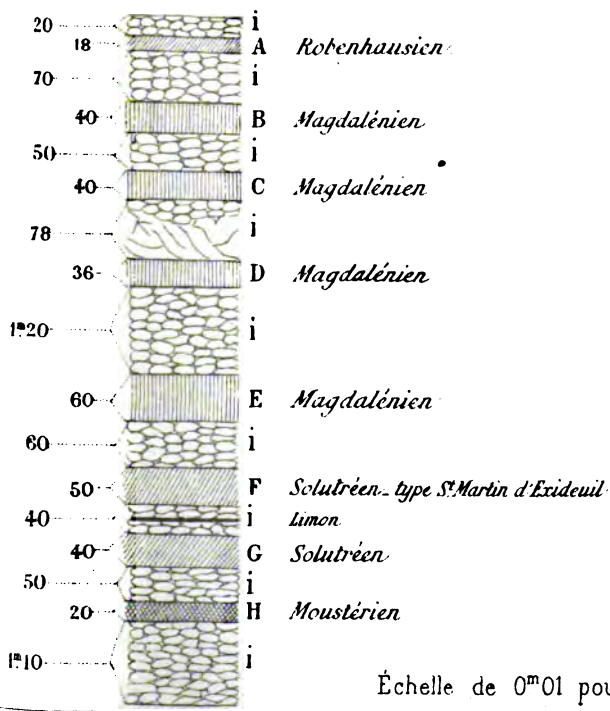 20 i
18 A Robenhausien
70 i
40 B Magdalénien
50 i
40 C Magdalénien
78 i
36 D Magdalénien
1m20 i
60 E Magdalénien
60 i
50 F Solutréen - type St Martin d'Exideuil
40 i Limon
40 G Solutréen
50 i
20 H Moustérien
1m10 i
Échelle de 0m01 pou